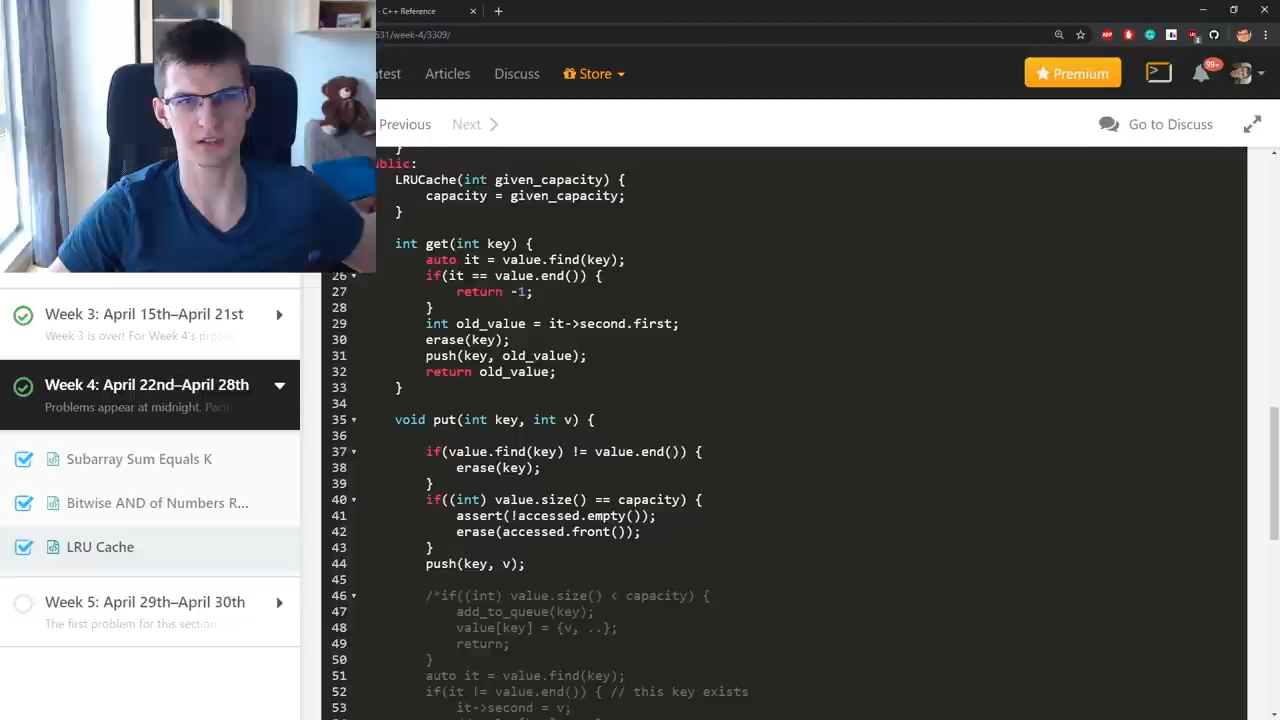 - C++ Reference
531/week-4/3309/
test Articles Discuss Store Premium 99+
Previous Next Go to Discuss
}
ublic:
LRUCache(int given_capacity) {
capacity = given_capacity;
}
int get(int key) {
auto it = value.find(key);
26 if(it == value.end()) {
27 return -1;
28 }
29 int old_value = it->second.first;
30 erase(key);
31 push(key, old_value);
32 return old_value;
33 }
34
35 void put(int key, int v) {
36
37 if(value.find(key) != value.end()) {
38 erase(key);
39 }
40 if((int) value.size() == capacity) {
41 assert(!accessed.empty());
42 erase(accessed.front());
43 }
44 push(key, v);
45
46 /*if((int) value.size() < capacity) {
47 add_to_queue(key);
48 value[key] = {v, ..};
49 return;
50 }
51 auto it = value.find(key);
52 if(it != value.end()) { // this key exists
53 it->second = v;
Week 3: April 15th–April 21st
Week 3 is over! For Week 4's
Week 4: April 22nd–April 28th
Problems appear at midnight,
Subarray Sum Equals K
Bitwise AND of Numbers R...
LRU Cache
Week 5: April 29th–April 30th
The first problem for this section